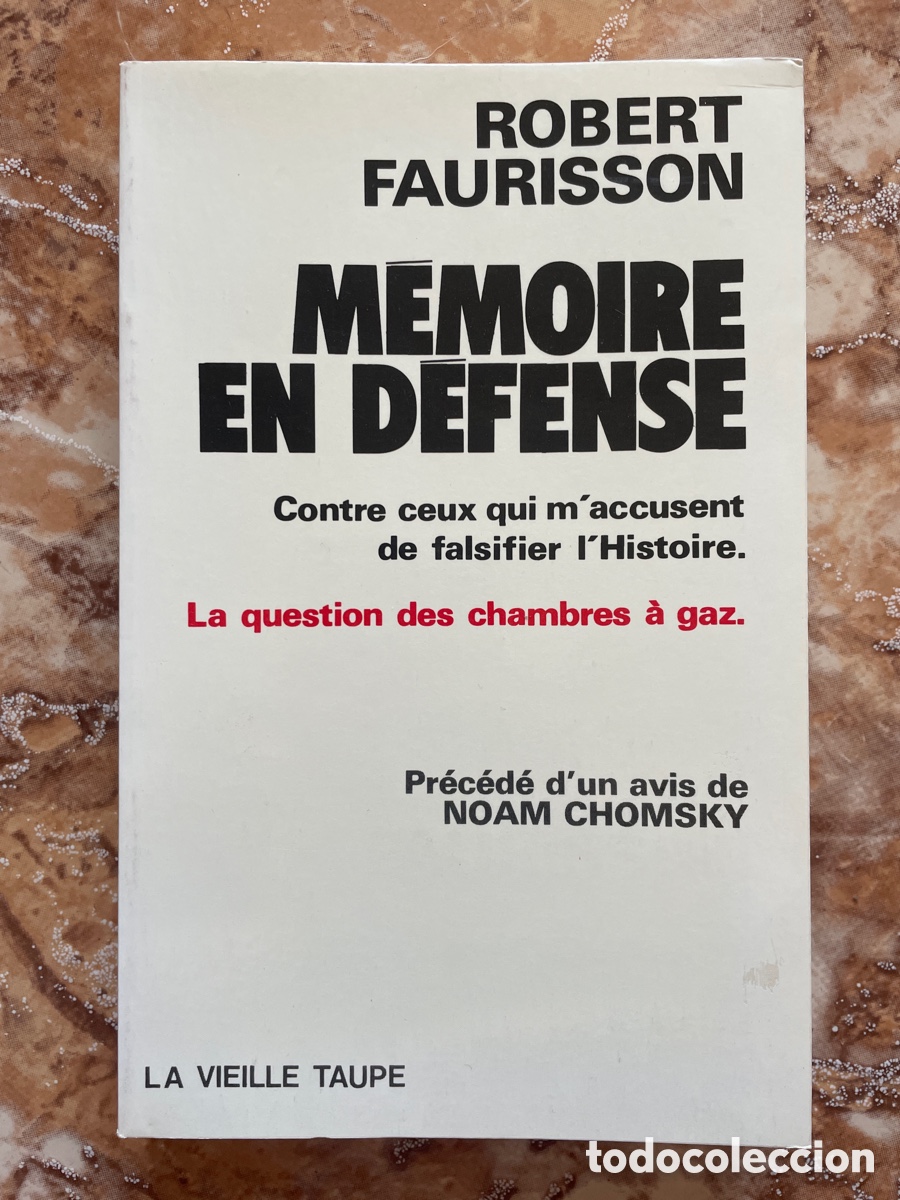 ROBERT
FAURISSON
MÉMOIRE
EN DÉFENSE
Contre ceux qui m´accusent
de falsifier l´Histoire.
La question des chambres à gaz.
Précédé d'un avis de
NOAM CHOMSKY
LA VIEILLE TAUPE
todocoleccion